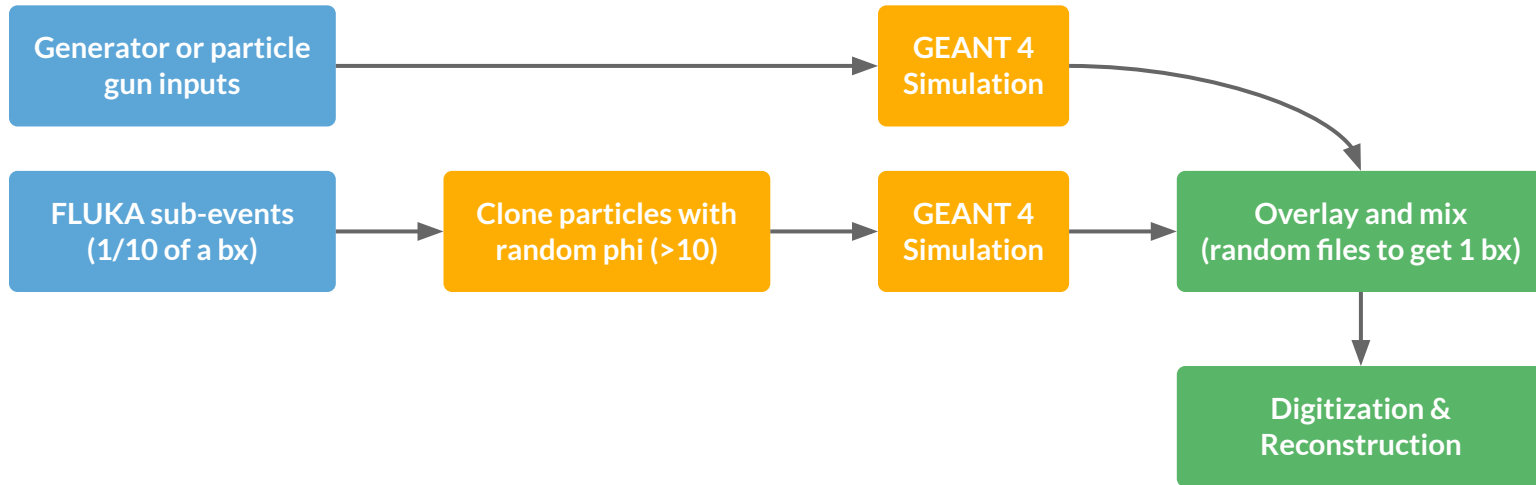 Generator or particle
gun inputs
GEANT 4
Simulation
FLUKA sub-events
(1/10 of a bx)
Clone particles with
random phi (>10)
GEANT 4
Simulation
Overlay and mix
(random files to get 1 bx)
Digitization &
Reconstruction